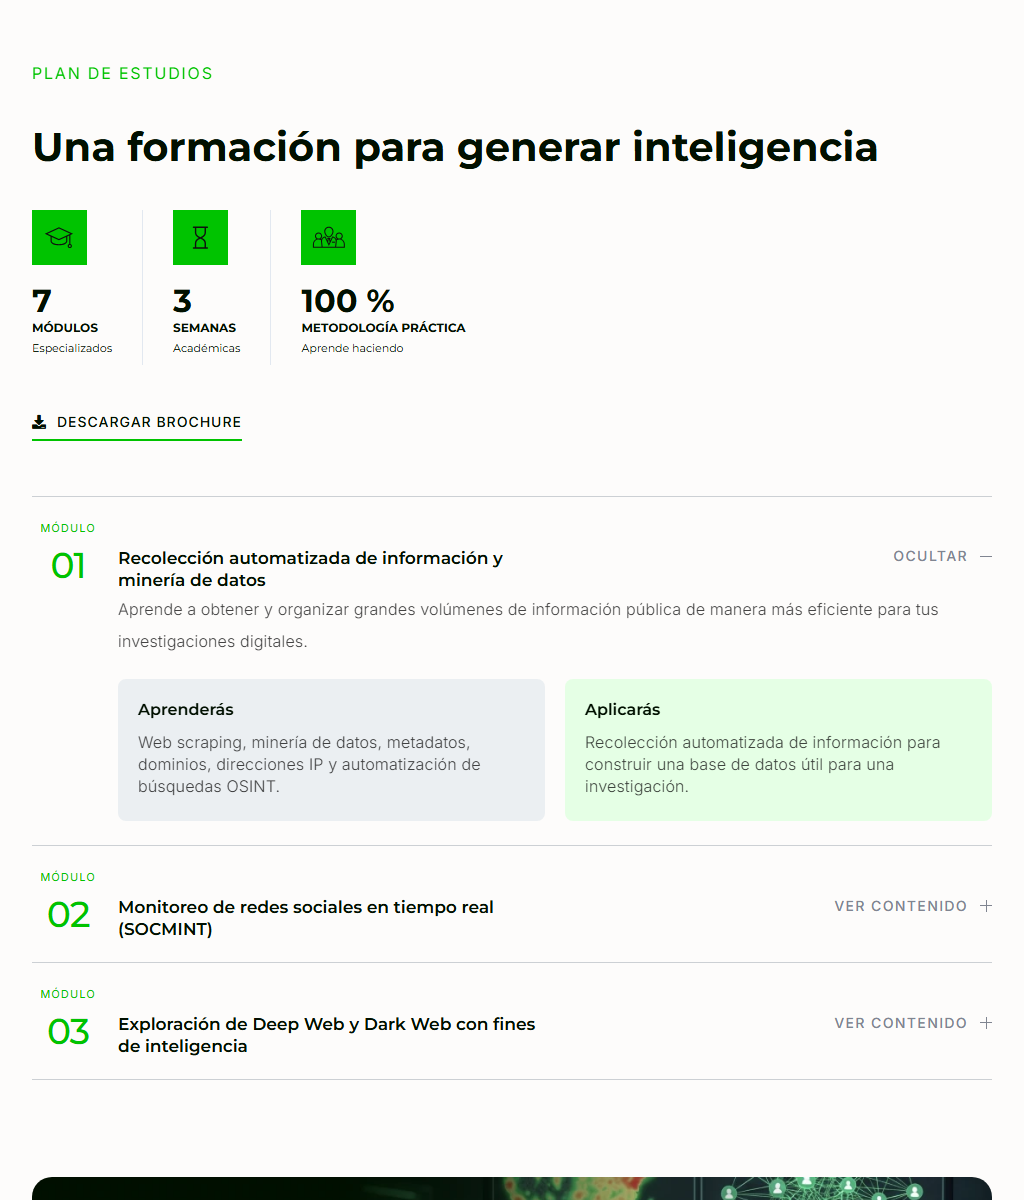 PLAN DE ESTUDIOS
Una formación para generar inteligencia
7
MÓDULOS
Especializados
3
SEMANAS
Académicas
100 %
METODOLOGÍA PRÁCTICA
Aprende haciendo
DESCARGAR BROCHURE
MÓDULO
01
Recolección automatizada de información y
minería de datos
OCULTAR
Aprende a obtener y organizar grandes volúmenes de información pública de manera más eficiente para tus
investigaciones digitales.
Aprenderás
Web scraping, minería de datos, metadatos,
dominios, direcciones IP y automatización de
búsquedas OSINT.
Aplicarás
Recolección automatizada de información para
construir una base de datos útil para una
investigación.
MÓDULO
02
Monitoreo de redes sociales en tiempo real
(SOCMINT)
VER CONTENIDO
MÓDULO
03
Exploración de Deep Web y Dark Web con fines
de inteligencia
VER CONTENIDO